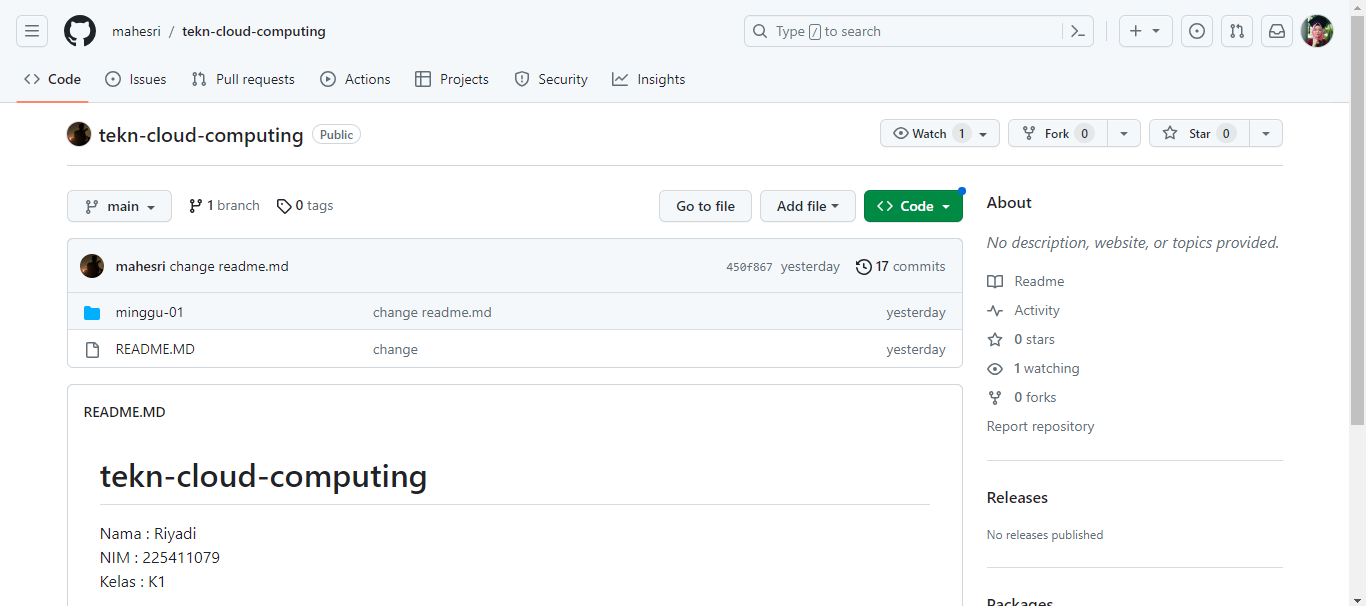 mahesri / tekn-cloud-computing
Type / to search
Code Issues Pull requests Actions Projects Security Insights
tekn-cloud-computing Public
Watch 1 Fork 0 Star 0
main 1 branch 0 tags Go to file Add file Code
mahesri change readme.md 450f867 yesterday 17 commits
minggu-01 change readme.md yesterday
README.MD change yesterday
README.MD
tekn-cloud-computing
Nama : Riyadi
NIM : 225411079
Kelas : K1
About
No description, website, or topics provided.
Readme
Activity
0 stars
1 watching
0 forks
Report repository
Releases
No releases published
Packages